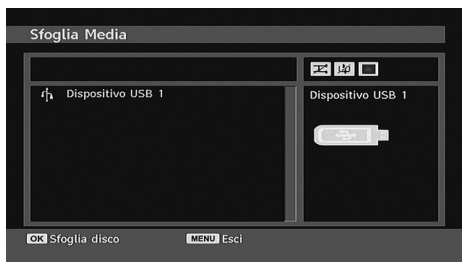 Sfoglia Media
Dispositivo USB 1
Dispositivo USB 1
OK Sfoglia disco MENU Esci